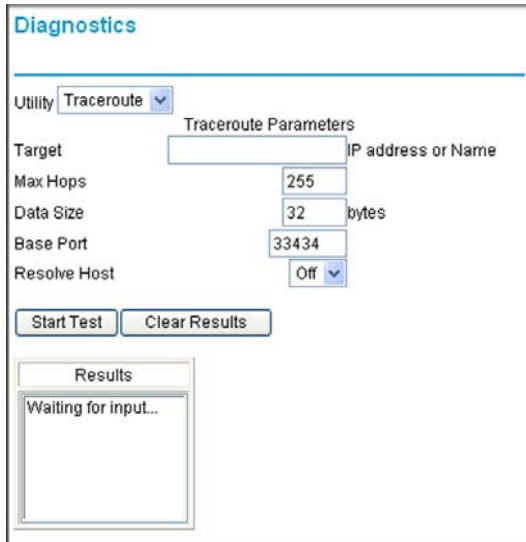 Diagnostics
Utility Traceroute
Traceroute Parameters
Target IP address or Name
Max Hops 255
Data Size 32 bytes
Base Port 33434
Resolve Host Off
Start Test Clear Results
Results
Waiting for input...